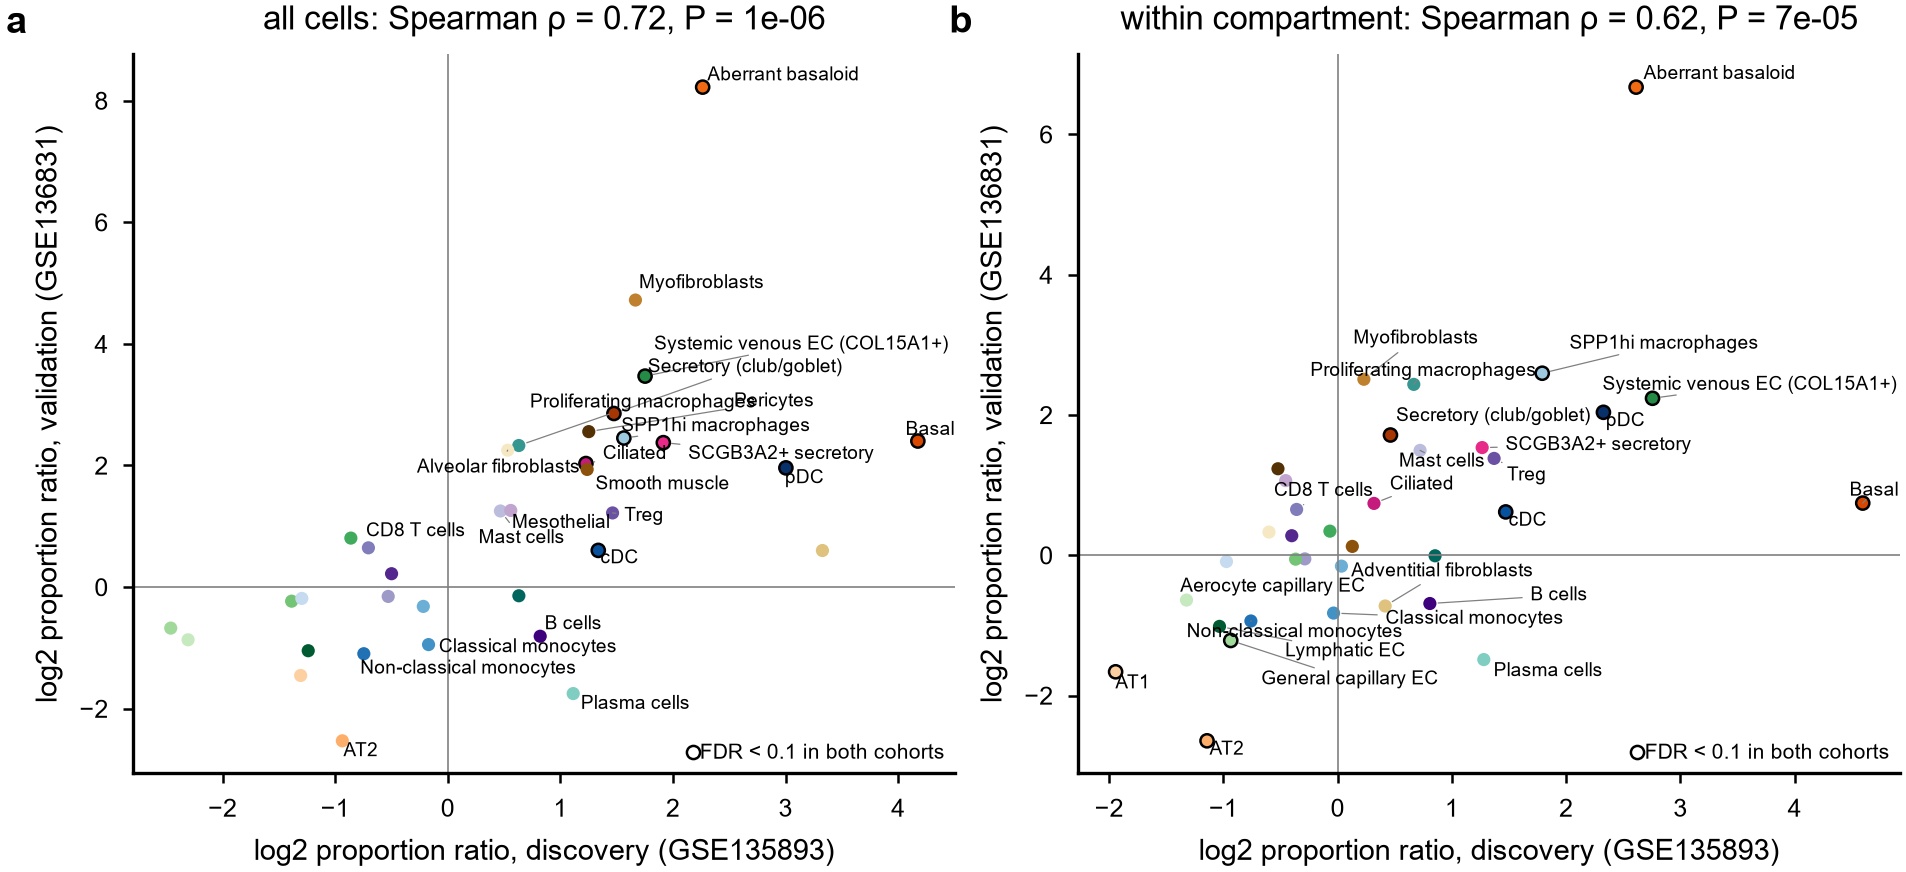 a
all cells: Spearman ρ = 0.72, P = 1e-06
log2 proportion ratio, validation (GSE136831)
8
6
4
2
0
−2
Aberrant basaloid
Myofibroblasts
Systemic venous EC (COL15A1+)
Secretory (club/goblet)
Proliferating macrophages
Pericytes
SPP1hi macrophages
Basal
Ciliated
SCGB3A2+ secretory
Alveolar fibroblasts
pDC
Smooth muscle
Treg
Mesothelial
CD8 T cells
Mast cells
cDC
B cells
Classical monocytes
Non-classical monocytes
Plasma cells
AT2
FDR < 0.1 in both cohorts
−2
−1
0
1
2
3
4
log2 proportion ratio, discovery (GSE135893)
b
within compartment: Spearman ρ = 0.62, P = 7e-05
log2 proportion ratio, validation (GSE136831)
6
4
2
0
−2
Aberrant basaloid
Myofibroblasts
SPP1hi macrophages
Proliferating macrophages
Systemic venous EC (COL15A1+)
Secretory (club/goblet)
pDC
SCGB3A2+ secretory
Mast cells
Treg
CD8 T cells
Ciliated
Basal
cDC
Adventitial fibroblasts
Aerocyte capillary EC
B cells
Classical monocytes
Non-classical monocytes
Lymphatic EC
General capillary EC
Plasma cells
AT1
AT2
FDR < 0.1 in both cohorts
−2
−1
0
1
2
3
4
log2 proportion ratio, discovery (GSE135893)